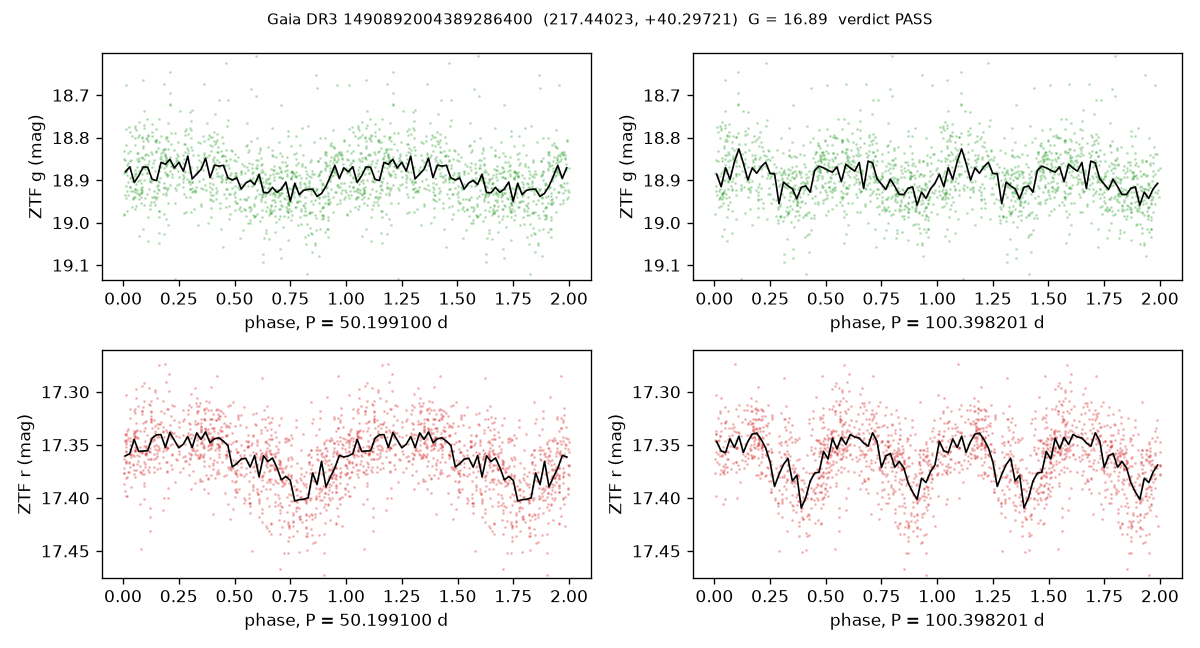 Gaia DR3 1490892004389286400 (217.44023, +40.29721) G = 16.89 verdict PASS
ZTF g (mag)
18.7
18.8
18.9
19.0
19.1
0.00 0.25 0.50 0.75 1.00 1.25 1.50 1.75 2.00
phase, P = 50.199100 d
ZTF g (mag)
18.7
18.8
18.9
19.0
19.1
0.00 0.25 0.50 0.75 1.00 1.25 1.50 1.75 2.00
phase, P = 100.398201 d
ZTF r (mag)
17.30
17.35
17.40
17.45
0.00 0.25 0.50 0.75 1.00 1.25 1.50 1.75 2.00
phase, P = 50.199100 d
ZTF r (mag)
17.30
17.35
17.40
17.45
0.00 0.25 0.50 0.75 1.00 1.25 1.50 1.75 2.00
phase, P = 100.398201 d